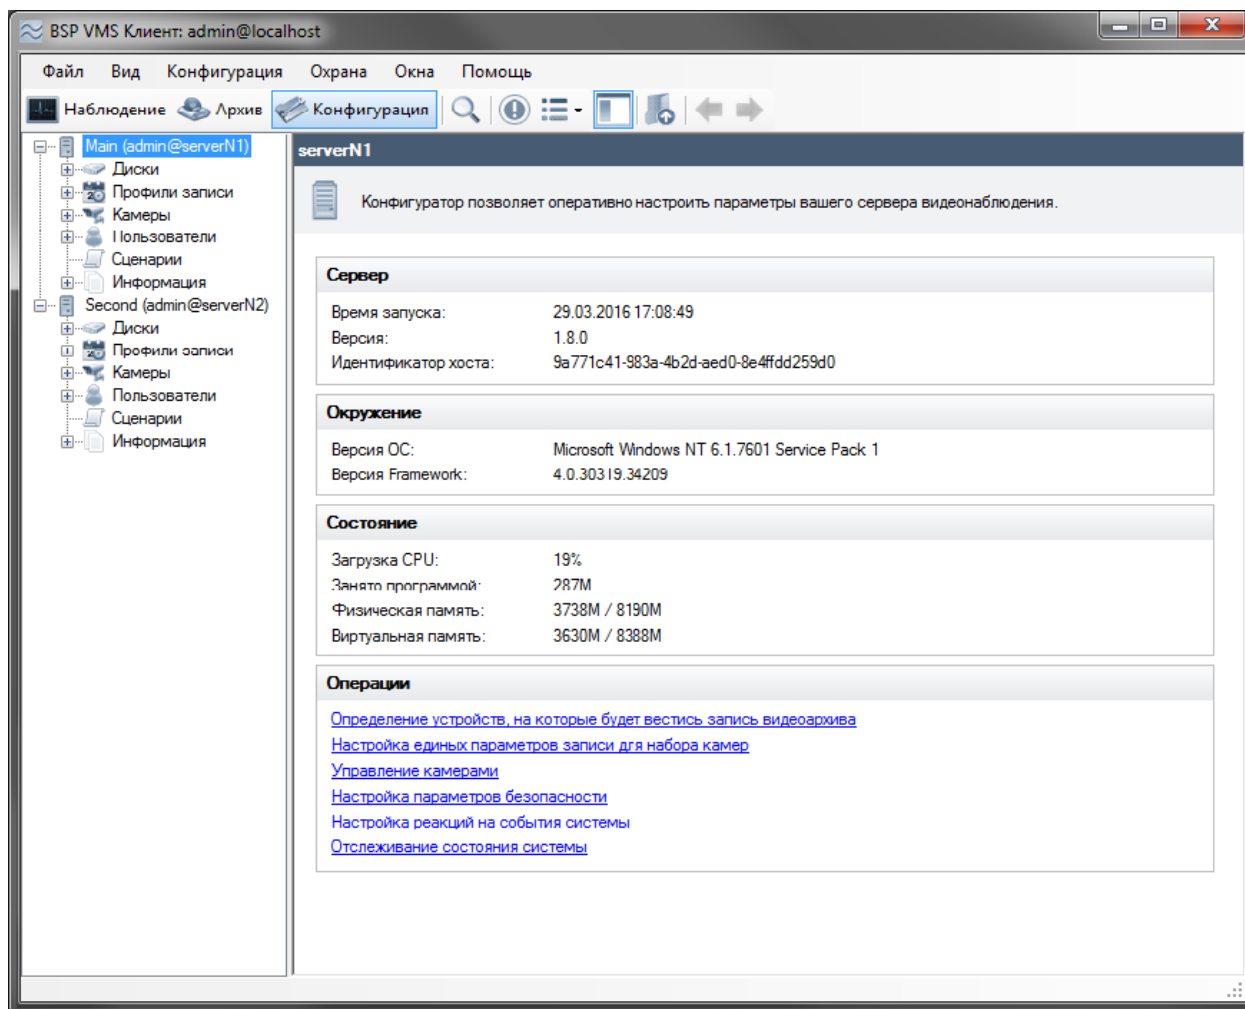 BSP VMS Клиент: admin@localhost
Файл Вид Конфигурация Охрана Окна Помощь
Наблюдение Архив Конфигурация
Main (admin@serverN1)
Диски
Профили записи
Камеры
Пользователи
Сценарии
Информация
Second (admin@serverN2)
Диски
Профили записи
Камеры
Пользователи
Сценарии
Информация
serverN1
Конфигуратор позволяет оперативно настроить параметры вашего сервера видеонаблюдения.
Сервер
Время запуска: 29.03.2016 17:08:49
Версия: 1.8.0
Идентификатор хоста: 9a771c41-983a-4b2d-aed0-8e4ffdd259d0
Окружение
Версия ОС: Microsoft Windows NT 6.1.7601 Service Pack 1
Версия Framework: 4.0.30319.34209
Состояние
Загрузка CPU: 19%
Занято программой: 287M
Физическая память: 3738M / 8190M
Виртуальная память: 3630M / 8388M
Операции
Определение устройств, на которые будет вестись запись видеоархива
Настройка единых параметров записи для набора камер
Управление камерами
Настройка параметров безопасности
Настройка реакций на события системы
Отслеживание состояния системы